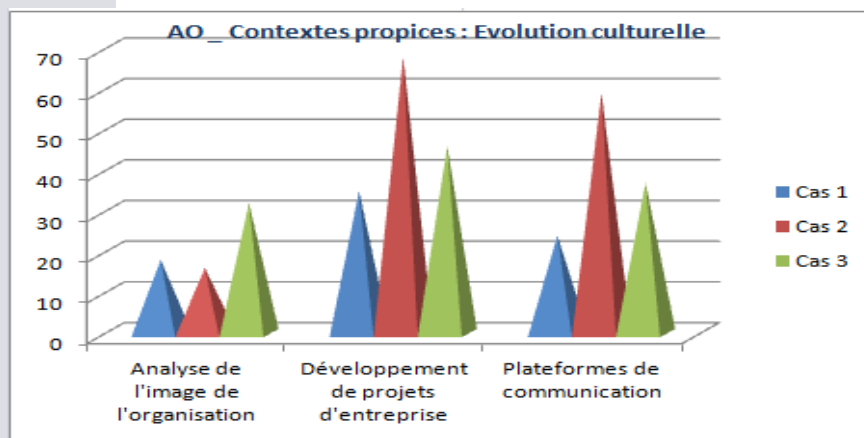 AO _ Contextes propices : Evolution culturelle
70
60
50
40
30
20
10
0
Cas 1
Cas 2
Cas 3
Analyse de
l'image de
l'organisation
Développement
de projets
d'entreprise
Plateformes de
communication